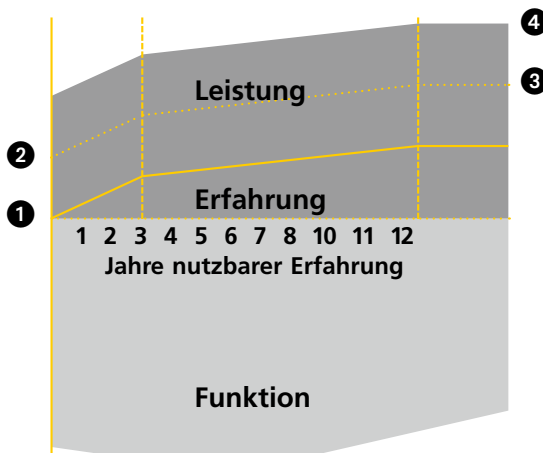 4
Leistung
3
2
Erfahrung
1
1 2 3 4 5 6 7 8 10 11 12
Jahre nutzbarer Erfahrung
Funktion